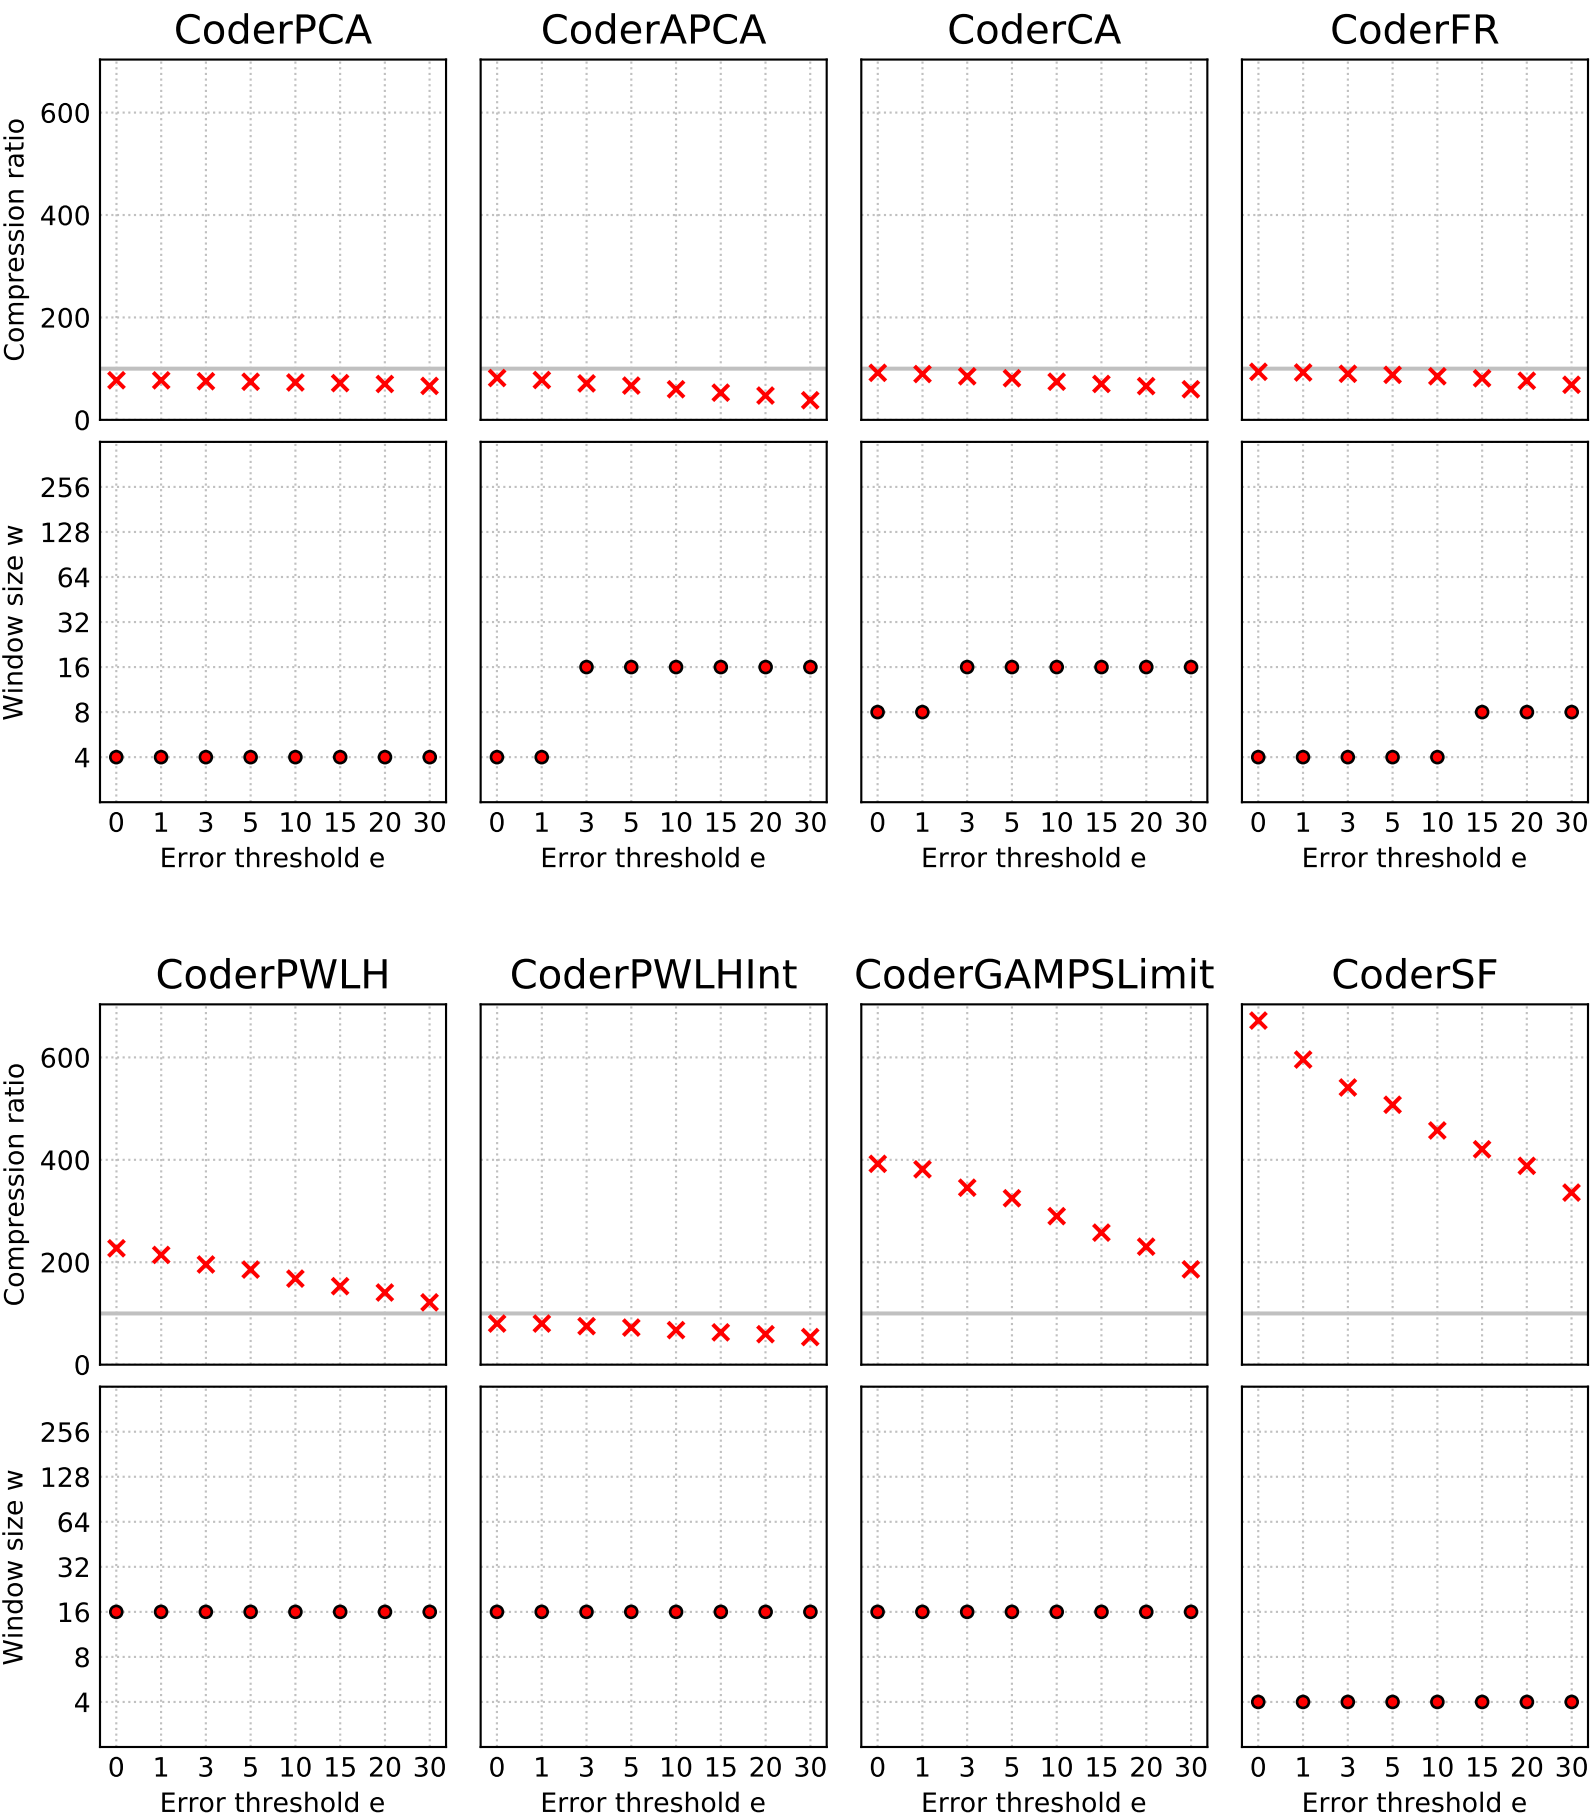 CoderPCA CoderAPCA CoderCA CoderFR
Compression ratio
600
400
200
0
Window size w
256
128
64
32
16
8
4
0 1 3 5 10 15 20 30 0 1 3 5 10 15 20 30 0 1 3 5 10 15 20 30 0 1 3 5 10 15 20 30
Error threshold e Error threshold e Error threshold e Error threshold e
CoderPWLH CoderPWLHInt CoderGAMPSLimit CoderSF
Compression ratio
600
400
200
0
Window size w
256
128
64
32
16
8
4
0 1 3 5 10 15 20 30 0 1 3 5 10 15 20 30 0 1 3 5 10 15 20 30 0 1 3 5 10 15 20 30
Error threshold e Error threshold e Error threshold e Error threshold e